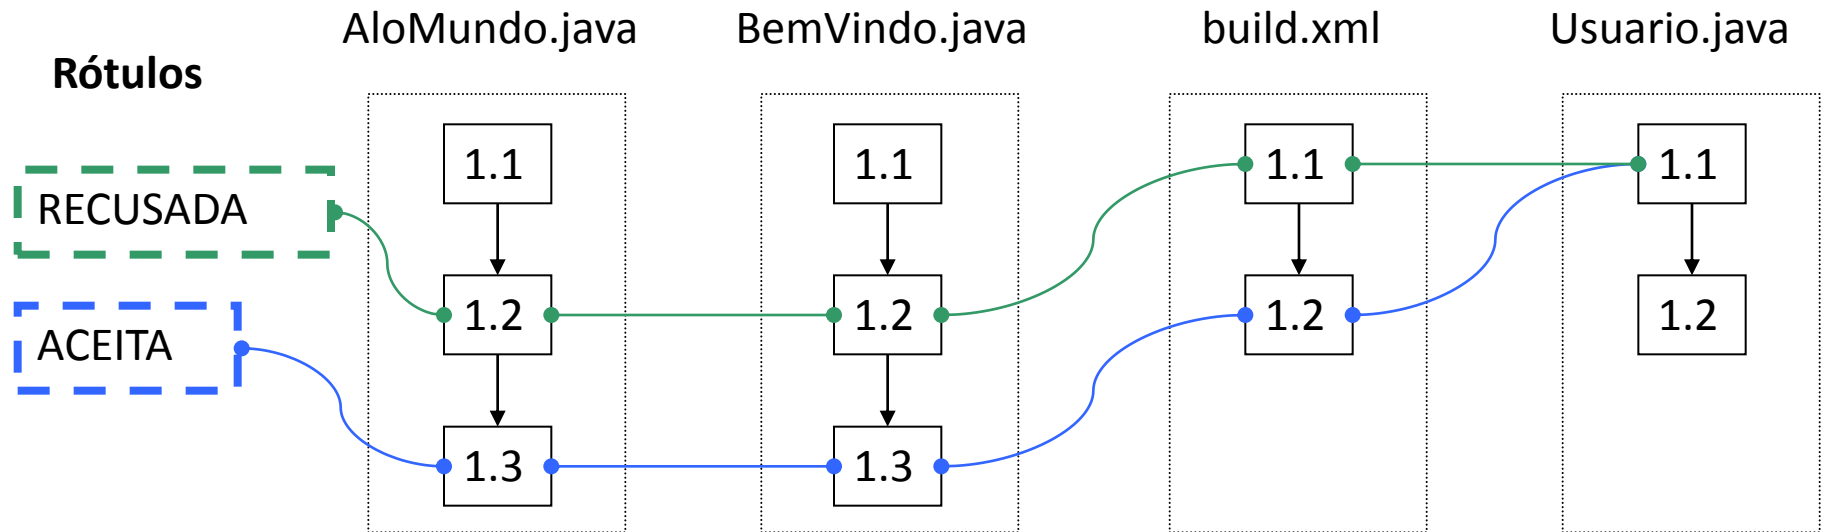 AloMundo.java BemVindo.java build.xml Usuario.java
Rótulos
1.1 1.1 1.1 1.1
RECUSADA
1.2 1.2 1.2 1.2
ACEITA
1.3 1.3